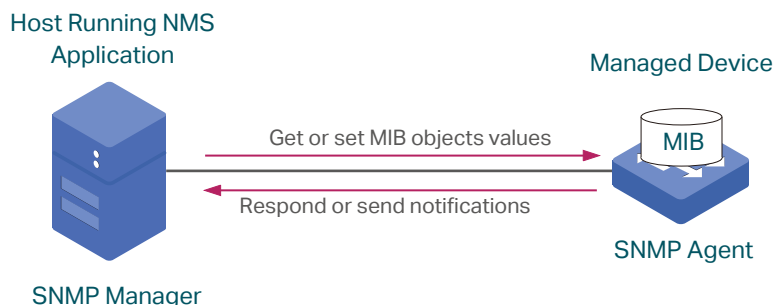 Host Running NMS
Application
Managed Device
Get or set MIB objects values
MIB
Respond or send notifications
SNMP Agent
SNMP Manager